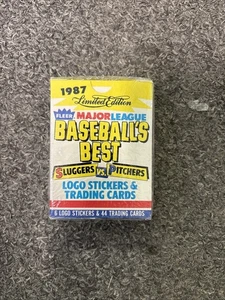 1987
Limited Edition
FLEER MAJOR LEAGUE
BASEBALL'S
BEST
SLUGGERS VS. PITCHERS
LOGO STICKERS &
TRADING CARDS
6 LOGO STICKERS & 44 TRADING CARDS